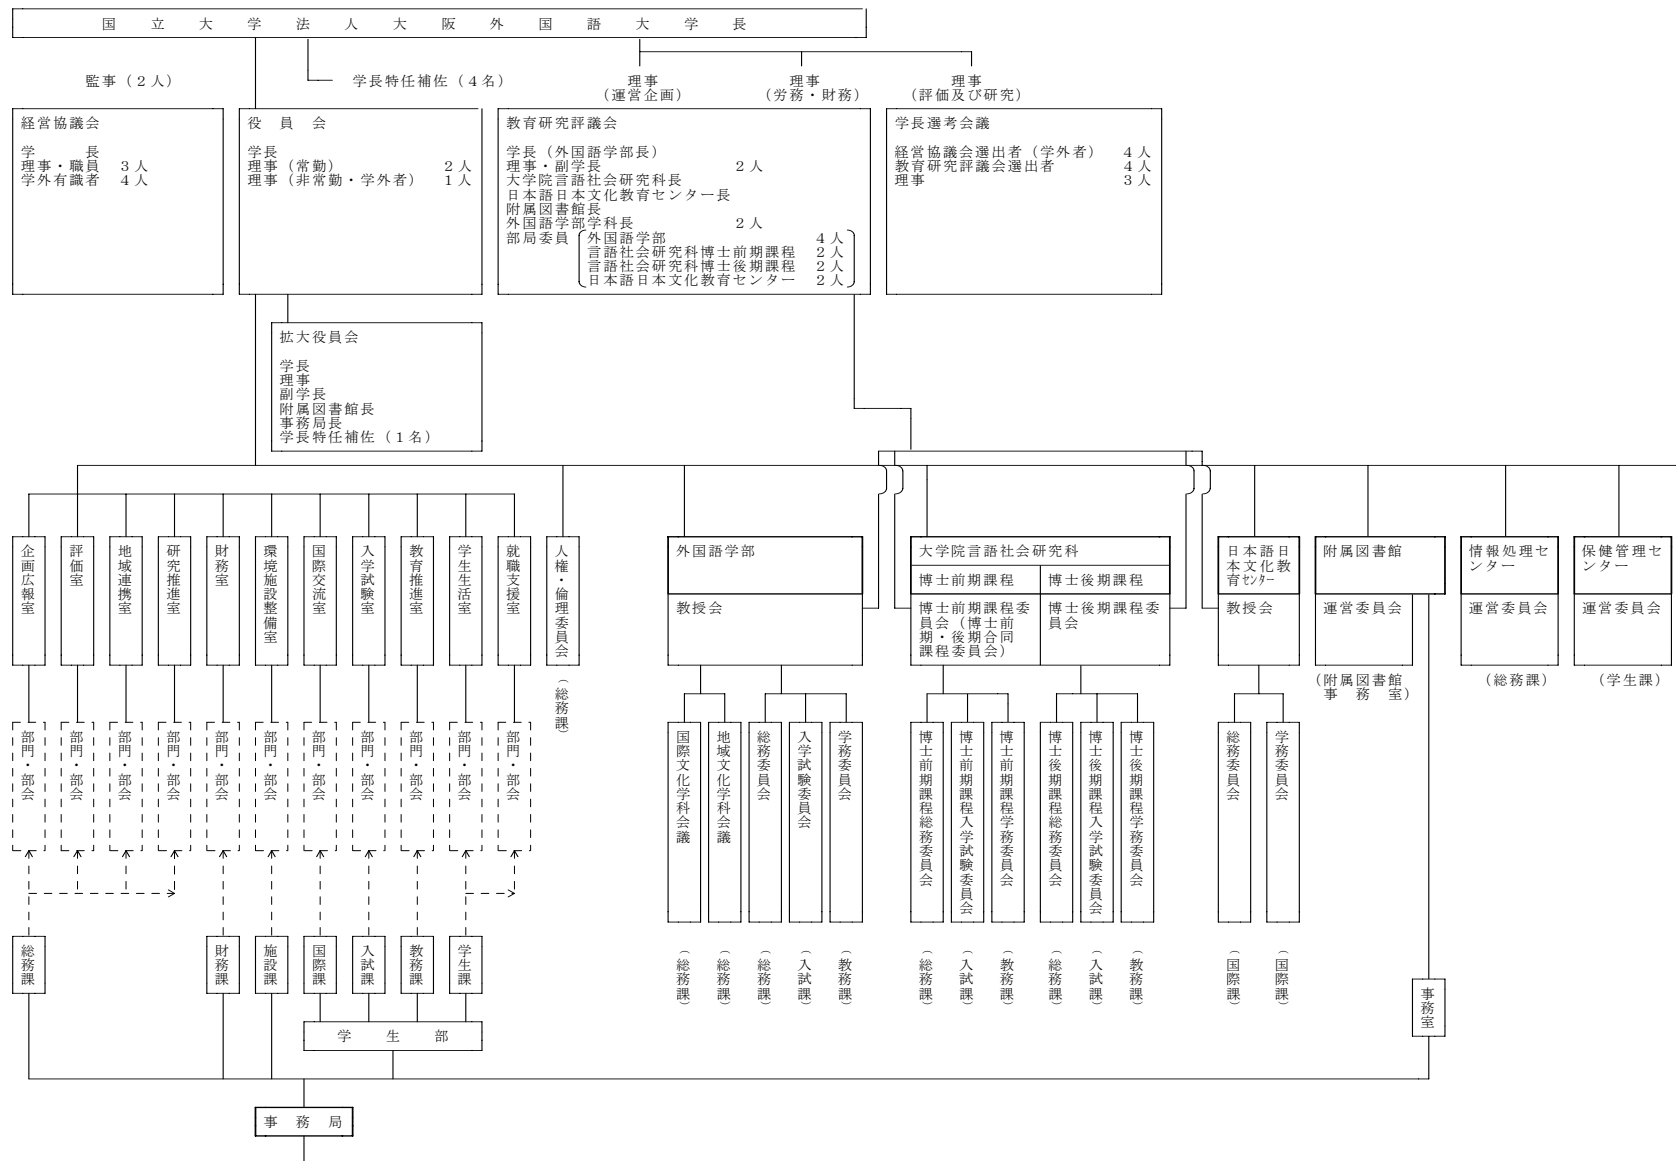 国立大学法人大阪外国語大学長
監事（２人）
学長特任補佐（４名）
理事
（運営企画）
理事
（労務・財務）
理事
（評価及び研究）
経営協議会
学　　長
理事・職員　３人
学外有識者　４人
役　員　会
学長
理事（常勤）　２人
理事（非常勤・学外者）　１人
教育研究評議会
学長（外国語学部長）
理事・副学長　２人
大学院言語社会研究科長
日本語日本文化教育センター長
附属図書館長
外国語学部学科長　２人
部局委員　外国語学部　４人
言語社会研究科博士前期課程　２人
言語社会研究科博士後期課程　２人
日本語日本文化教育センター　２人
学長選考会議
経営協議会選出者（学外者）　４人
教育研究評議会選出者　４人
理事　３人
拡大役員会
学長
理事
副学長
附属図書館長
事務局長
学長特任補佐（１名）
企画広報室
評価室
地域連携室
研究推進室
財務室
環境施設整備室
国際交流室
入学試験室
教育推進室
学生生活室
就職支援室
人権・倫理委員会
（総務課）
外国語学部
教授会
大学院言語社会研究科
博士前期課程
博士後期課程
博士前期課程委
員会（博士前
期・後期合同
課程委員会）
博士後期課程委
員会
日本語日
本文化教
育センター
教授会
附属図書館
運営委員会
（附属図書館
事　務　室）
情報処理セ
ンター
運営委員会
（総務課）
保健管理セ
ンター
運営委員会
（学生課）
部門・部会
部門・部会
部門・部会
部門・部会
部門・部会
部門・部会
部門・部会
部門・部会
部門・部会
部門・部会
部門・部会
国際文化学科会議
地域文化学科会議
総務委員会
入学試験委員会
学務委員会
博士前期課程総務委員会
博士前期課程入学試験委員会
博士前期課程学務委員会
博士後期課程総務委員会
博士後期課程入学試験委員会
博士後期課程学務委員会
総務委員会
学務委員会
（総務課）
（総務課）
（総務課）
（入試課）
（教務課）
（総務課）
（入試課）
（教務課）
（総務課）
（入試課）
（教務課）
（国際課）
（国際課）
総務課
財務課
施設課
国際課
入試課
教務課
学生課
事務室
学　生　部
事　務　局